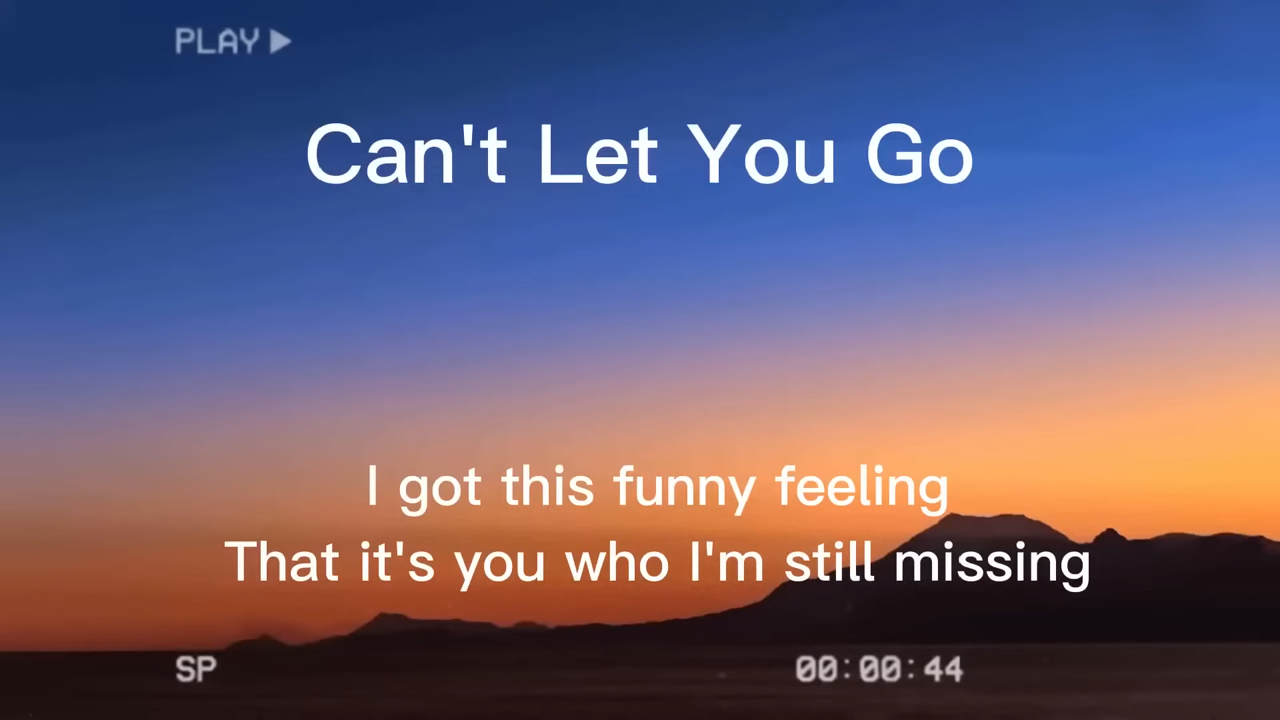 PLAY ▶
Can't Let You Go
I got this funny feeling
That it's you who I'm still missing
SP
00:00:44